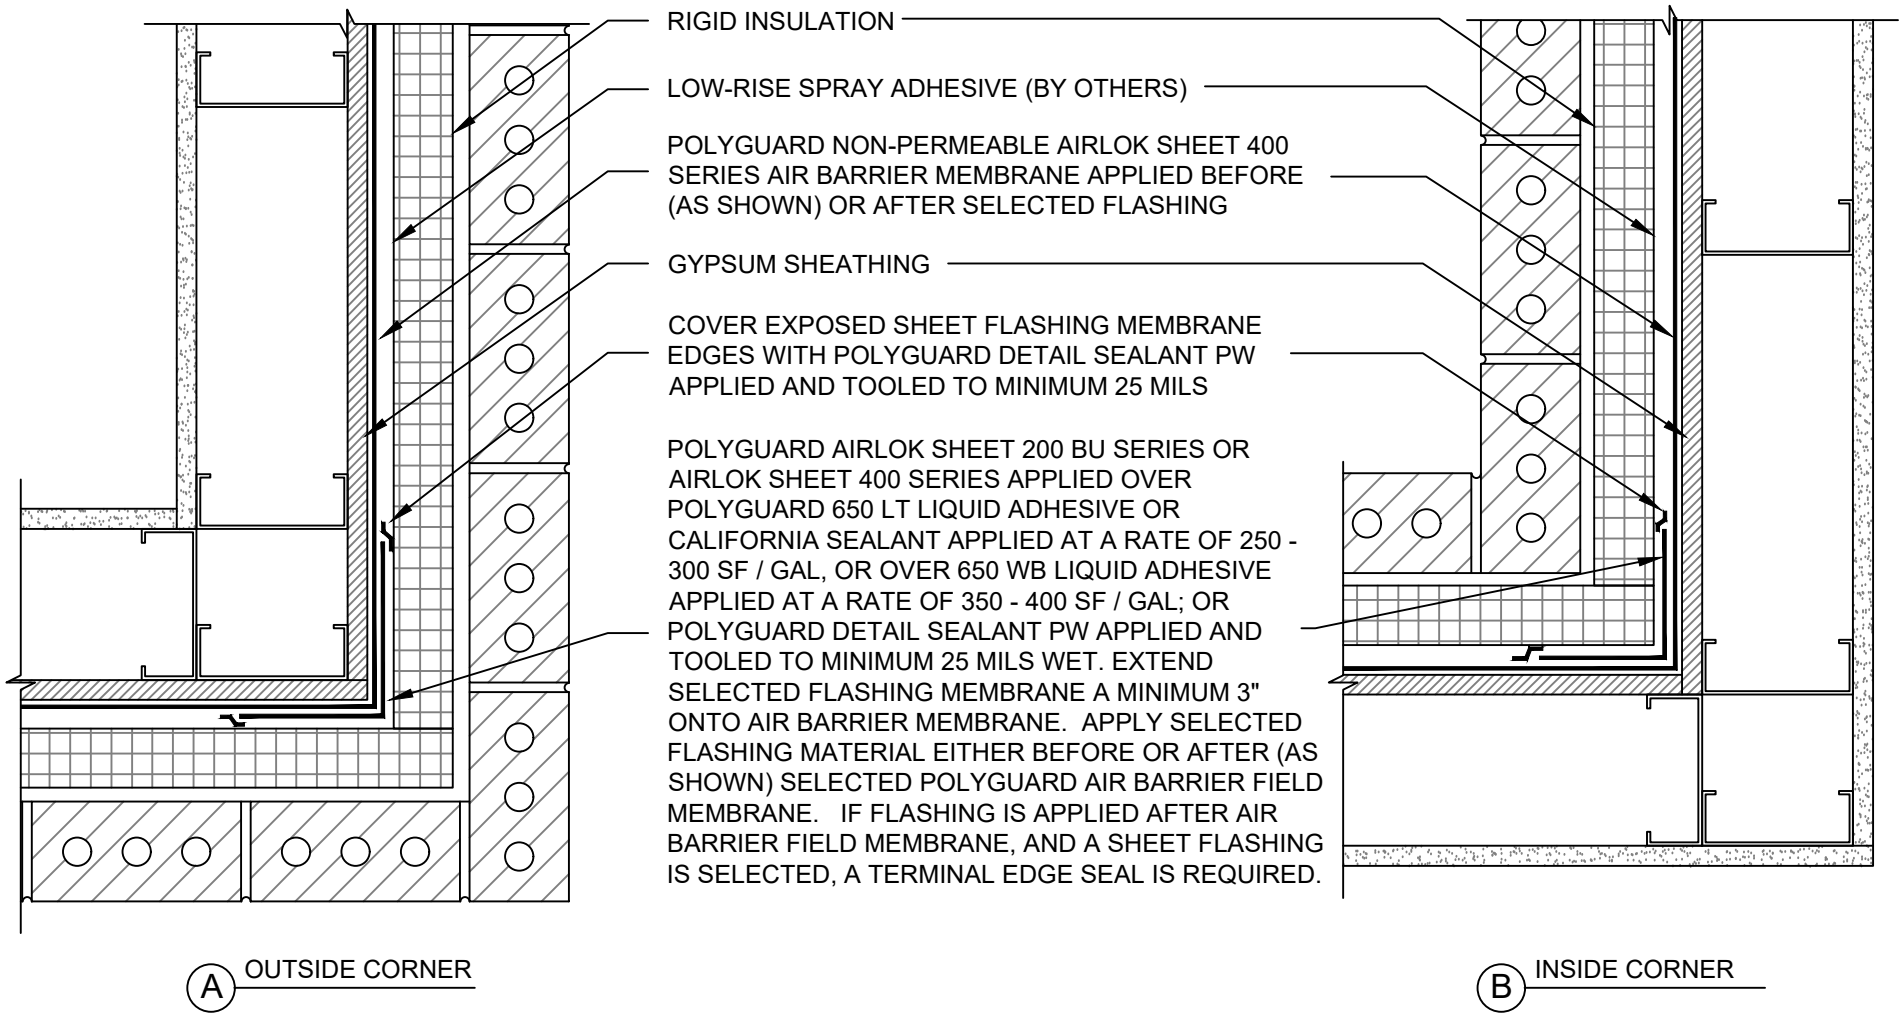 RIGID INSULATION
LOW-RISE SPRAY ADHESIVE (BY OTHERS)
POLYGUARD NON-PERMEABLE AIRLOK SHEET 400
SERIES AIR BARRIER MEMBRANE APPLIED BEFORE
(AS SHOWN) OR AFTER SELECTED FLASHING
GYPSUM SHEATHING
COVER EXPOSED SHEET FLASHING MEMBRANE
EDGES WITH POLYGUARD DETAIL SEALANT PW
APPLIED AND TOOLED TO MINIMUM 25 MILS
POLYGUARD AIRLOK SHEET 200 BU SERIES OR
AIRLOK SHEET 400 SERIES APPLIED OVER
POLYGUARD 650 LT LIQUID ADHESIVE OR
CALIFORNIA SEALANT APPLIED AT A RATE OF 250 -
300 SF / GAL, OR OVER 650 WB LIQUID ADHESIVE
APPLIED AT A RATE OF 350 - 400 SF / GAL; OR
POLYGUARD DETAIL SEALANT PW APPLIED AND
TOOLED TO MINIMUM 25 MILS WET. EXTEND
SELECTED FLASHING MEMBRANE A MINIMUM 3"
ONTO AIR BARRIER MEMBRANE. APPLY SELECTED
FLASHING MATERIAL EITHER BEFORE OR AFTER (AS
SHOWN) SELECTED POLYGUARD AIR BARRIER FIELD
MEMBRANE. IF FLASHING IS APPLIED AFTER AIR
BARRIER FIELD MEMBRANE, AND A SHEET FLASHING
IS SELECTED, A TERMINAL EDGE SEAL IS REQUIRED.
A OUTSIDE CORNER
B INSIDE CORNER